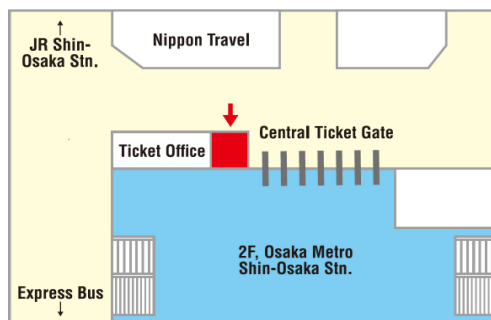 ↑
JR Shin-
Osaka Stn.
Nippon Travel
Ticket Office
Central Ticket Gate
2F, Osaka Metro
Shin-Osaka Stn.
Express Bus
↓